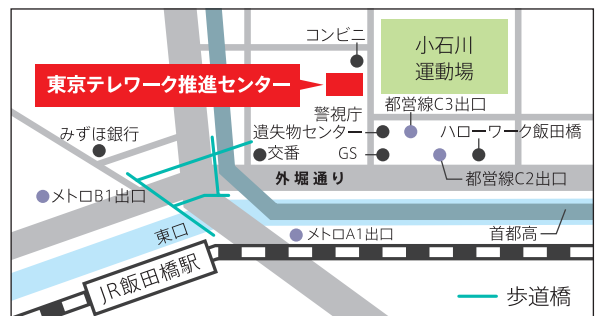 コンビニ
小石川
運動場
東京テレワーク推進センター
都営線C3出口
警視庁
遺失物センター
ハローワーク飯田橋
みずほ銀行
交番
GS
外堀通り
都営線C2出口
メトロB1出口
東口
メトロA1出口
首都高
JR飯田橋駅
歩道橋